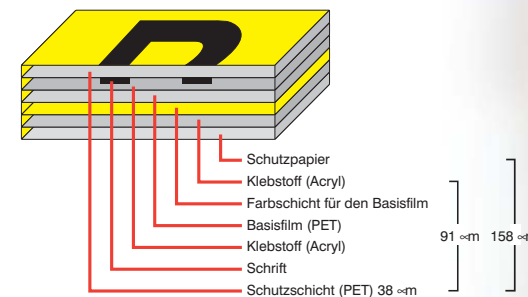 Schutzpapier
Klebstoff (Acryl)
Farbschicht für den Basisfilm
Basisfilm (PET)
91 ∝m 158 ∝m
Klebstoff (Acryl)
Schrift
Schutzschicht (PET) 38 ∝m